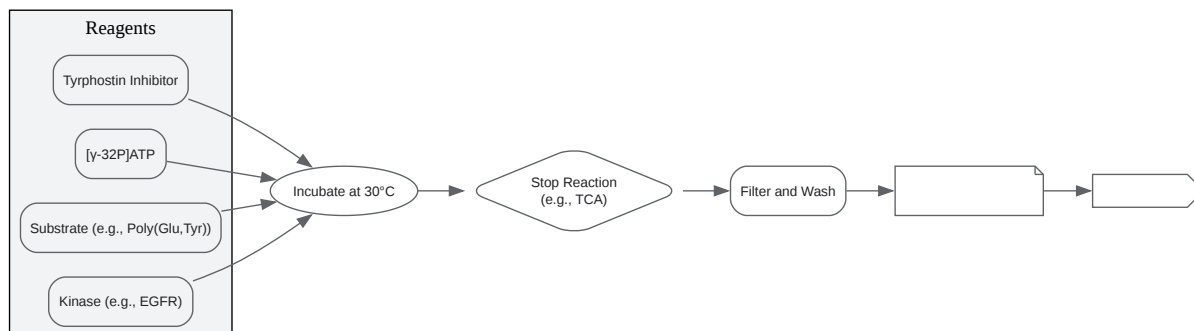 Reagents
Tyrphostin Inhibitor
[γ-32P]ATP
Substrate (e.g., Poly(Glu,Tyr))
Kinase (e.g., EGFR)
Incubate at 30°C
Stop Reaction
(e.g., TCA)
Filter and Wash